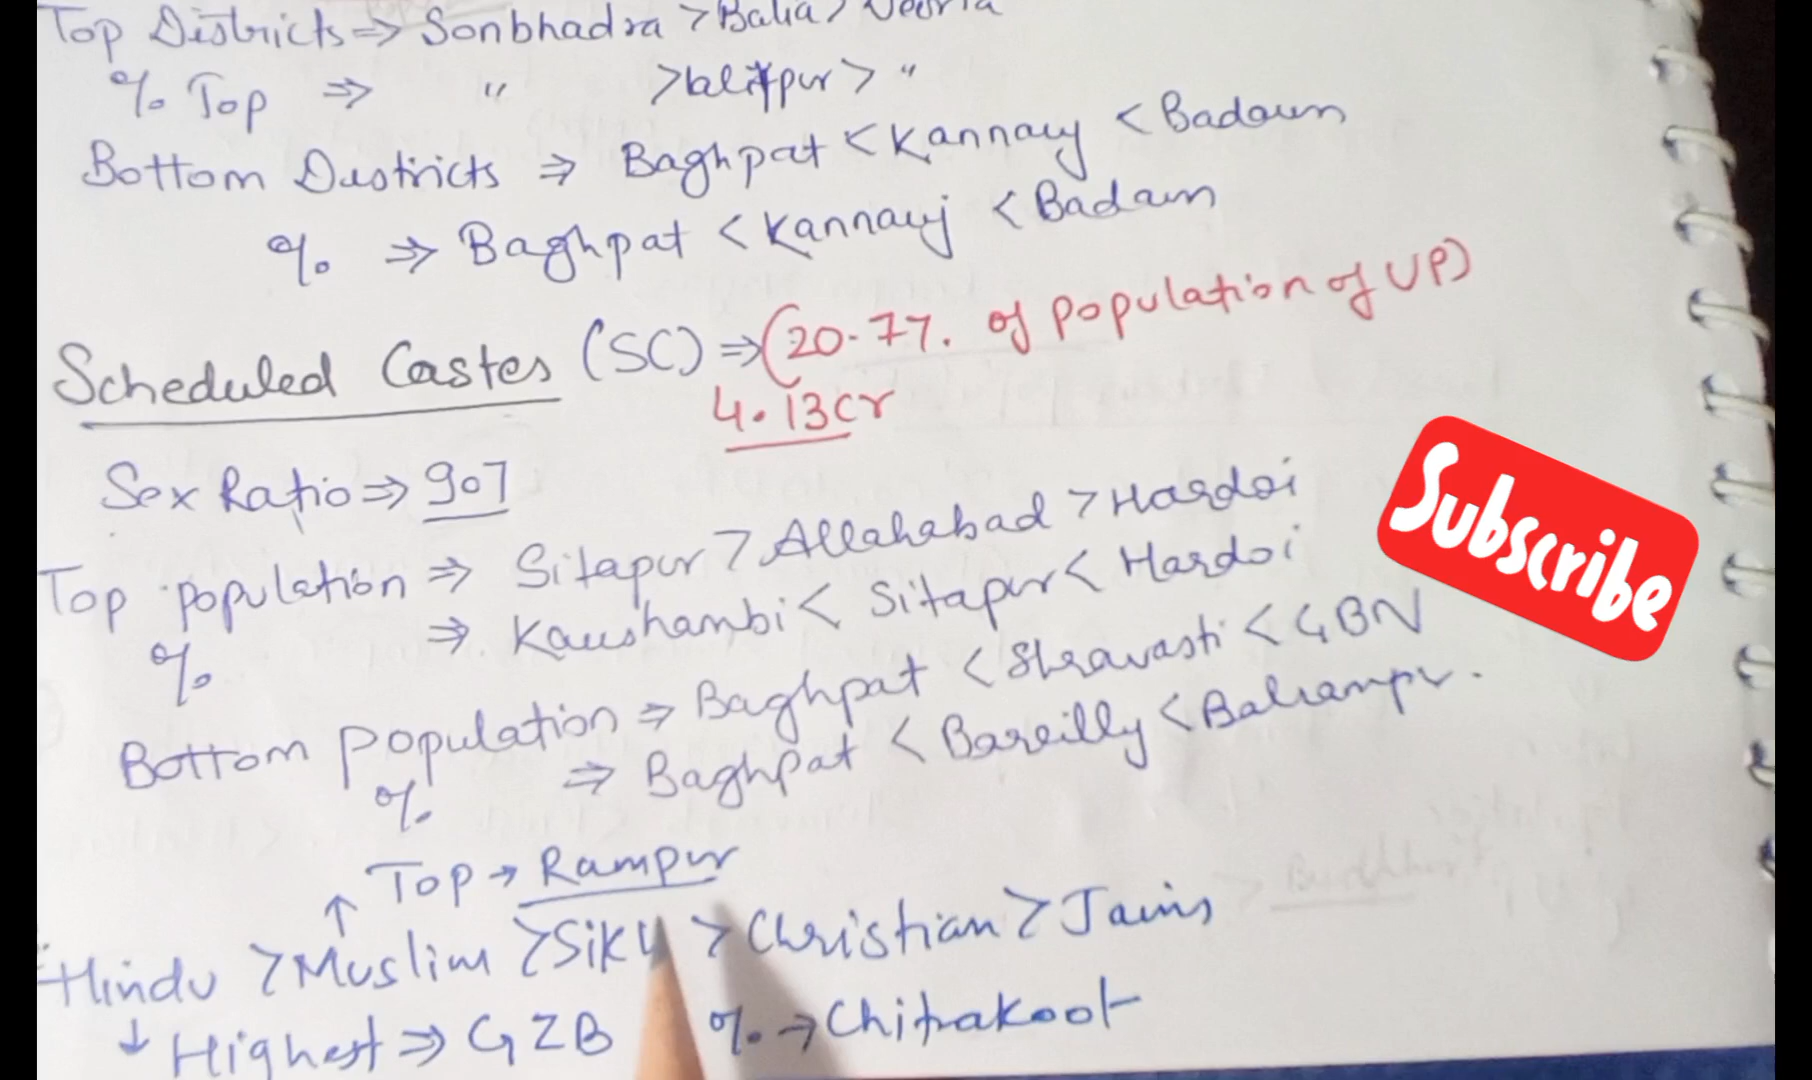 Top Districts ⇒ Sonbhadra > Balia > Deoria
% Top ⇒ " > lalitpur > "
Bottom Districts ⇒ Baghpat < Kannauj < Badaun
% ⇒ Baghpat < Kannauj < Badaun
Scheduled Castes (SC) ⇒ (20.7%. of population of UP)
4.13cr
Sex Ratio ⇒ 907
Top population ⇒ Sitapur > Allahabad > Hardoi
% ⇒ Kaushambi < Sitapur < Hardoi
Bottom population ⇒ Baghpat < Shravasti < GBN
% ⇒ Baghpat < Bareilly < Balrampur.
↑ Top → Rampur
Hindu > Muslim > Sikh > Christian > Jains
↓ Highest ⇒ GZB % → Chitrakoot
Subscribe